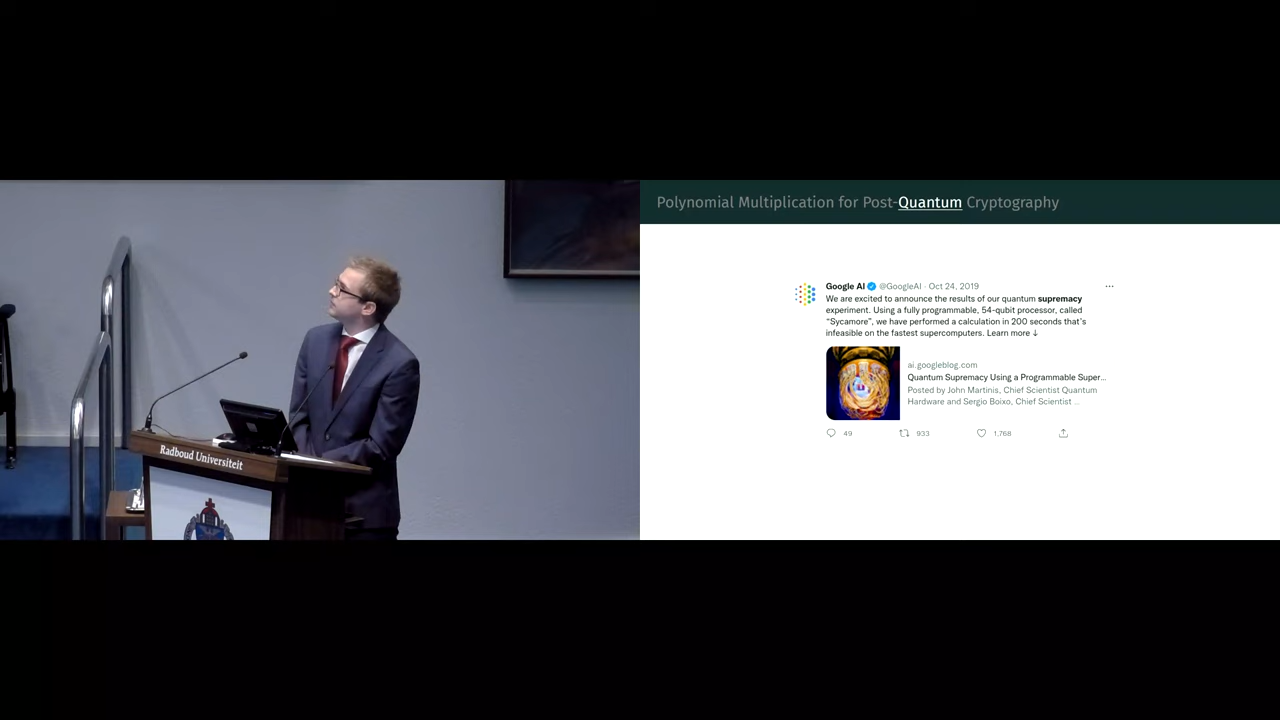 Radboud Universiteit
Polynomial Multiplication for Post-Quantum Cryptography
Google AI @GoogleAI · Oct 24, 2019
We are excited to announce the results of our quantum supremacy
experiment. Using a fully programmable, 54-qubit processor, called
“Sycamore”, we have performed a calculation in 200 seconds that’s
infeasible on the fastest supercomputers. Learn more ↓
ai.googleblog.com
Quantum Supremacy Using a Programmable Super...
Posted by John Martinis, Chief Scientist Quantum
Hardware and Sergio Boixo, Chief Scientist ...
49 933 1,768